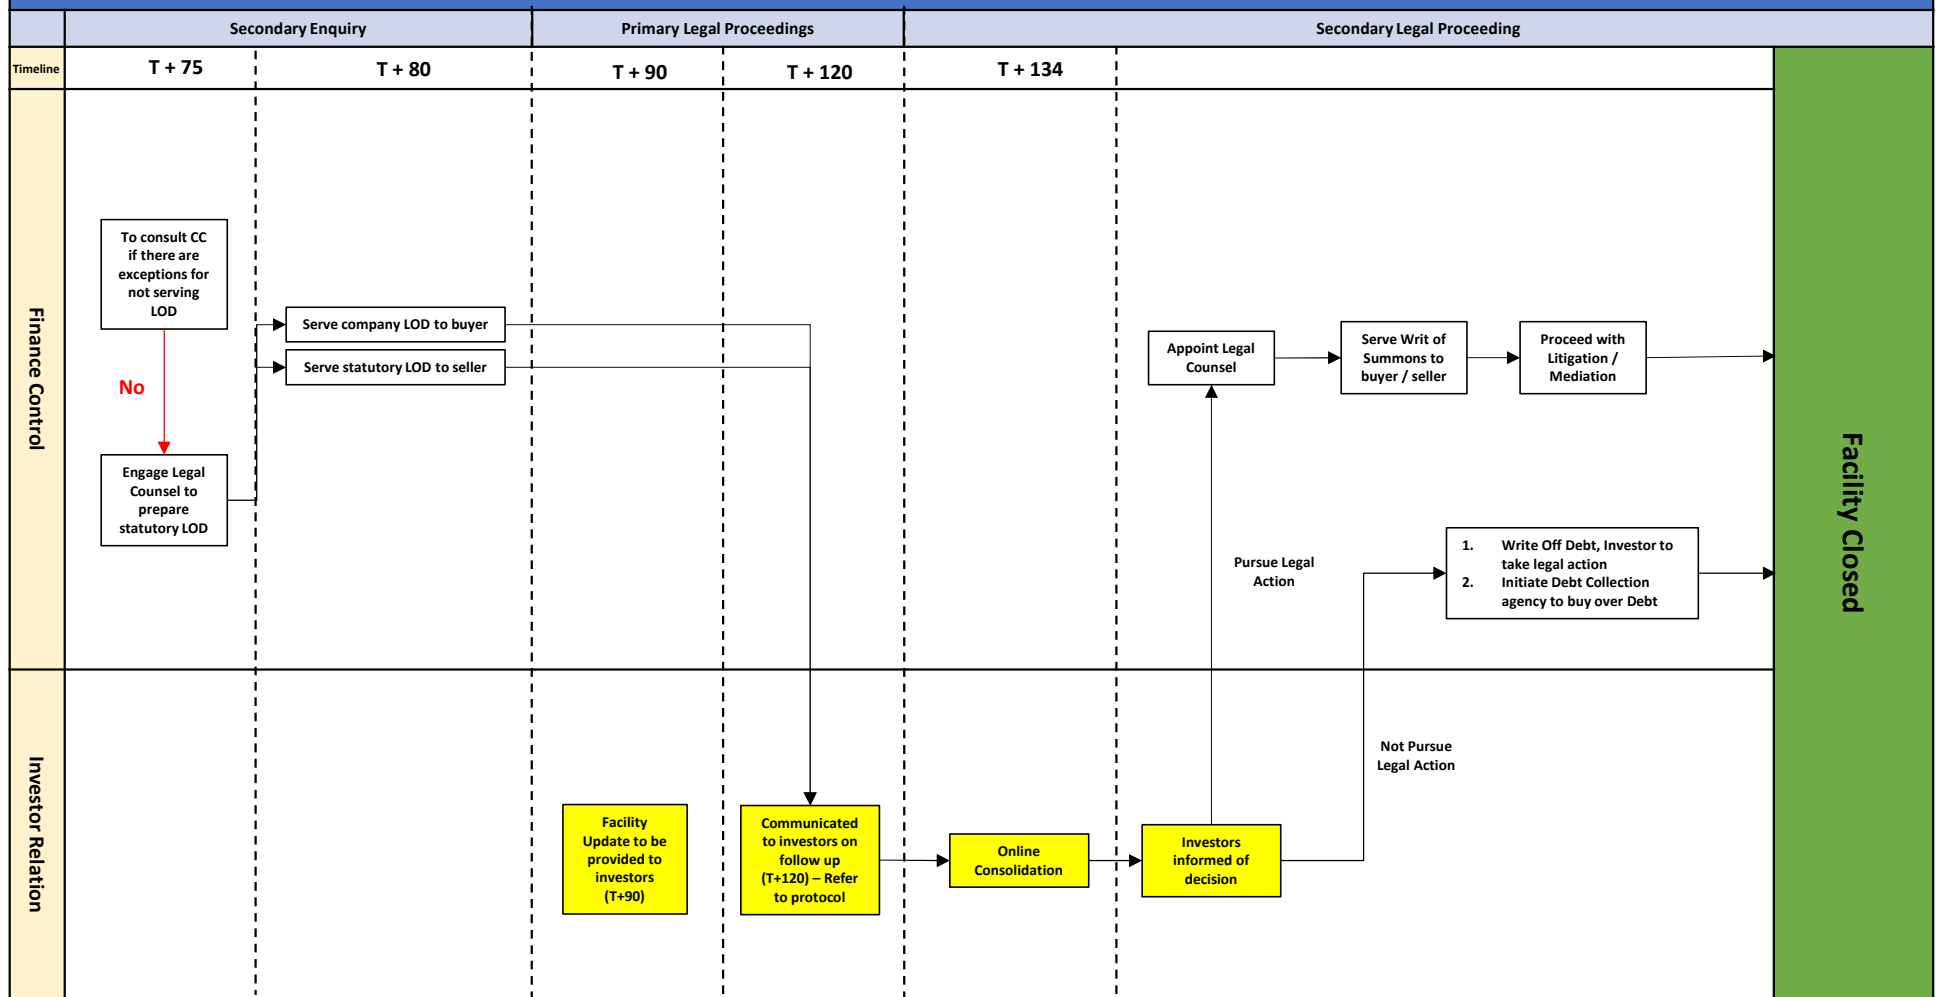 Secondary Enquiry
Primary Legal Proceedings
Secondary Legal Proceeding
Timeline
T + 75
T + 80
T + 90
T + 120
T + 134
Finance Control
To consult CC
if there are
exceptions for
not serving
LOD
No
Engage Legal
Counsel to
prepare
statutory LOD
Serve company LOD to buyer
Serve statutory LOD to seller
Appoint Legal
Counsel
Serve Writ of
Summons to
buyer / seller
Proceed with
Litigation /
Mediation
Pursue Legal
Action
1. Write Off Debt, Investor to
take legal action
2. Initiate Debt Collection
agency to buy over Debt
Facility Closed
Investor Relation
Facility
Update to be
provided to
investors
(T+90)
Communicated
to investors on
follow up
(T+120) – Refer
to protocol
Online
Consolidation
Investors
informed of
decision
Not Pursue
Legal Action